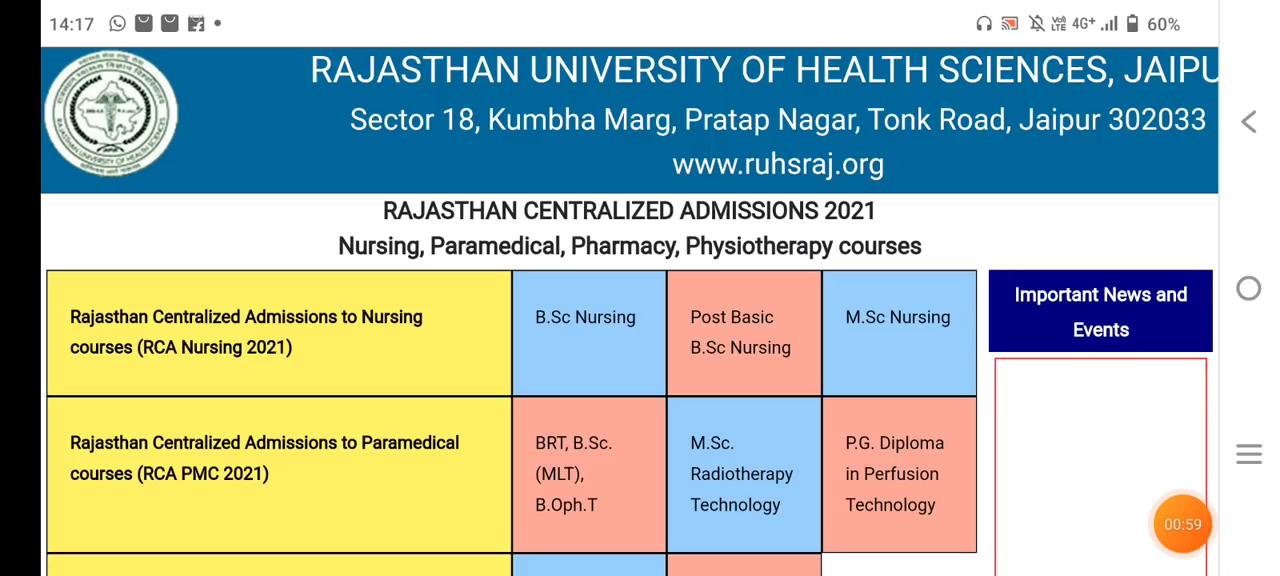 14:17
4G+
60%
RAJASTHAN UNIVERSITY OF HEALTH SCIENCES, JAIPU
Sector 18, Kumbha Marg, Pratap Nagar, Tonk Road, Jaipur 302033
www.ruhsraj.org
RAJASTHAN CENTRALIZED ADMISSIONS 2021
Nursing, Paramedical, Pharmacy, Physiotherapy courses
Rajasthan Centralized Admissions to Nursing
courses (RCA Nursing 2021)
B.Sc Nursing
Post Basic
B.Sc Nursing
M.Sc Nursing
Important News and
Events
Rajasthan Centralized Admissions to Paramedical
courses (RCA PMC 2021)
BRT, B.Sc.
(MLT),
B.Oph.T
M.Sc.
Radiotherapy
Technology
P.G. Diploma
in Perfusion
Technology
00:59